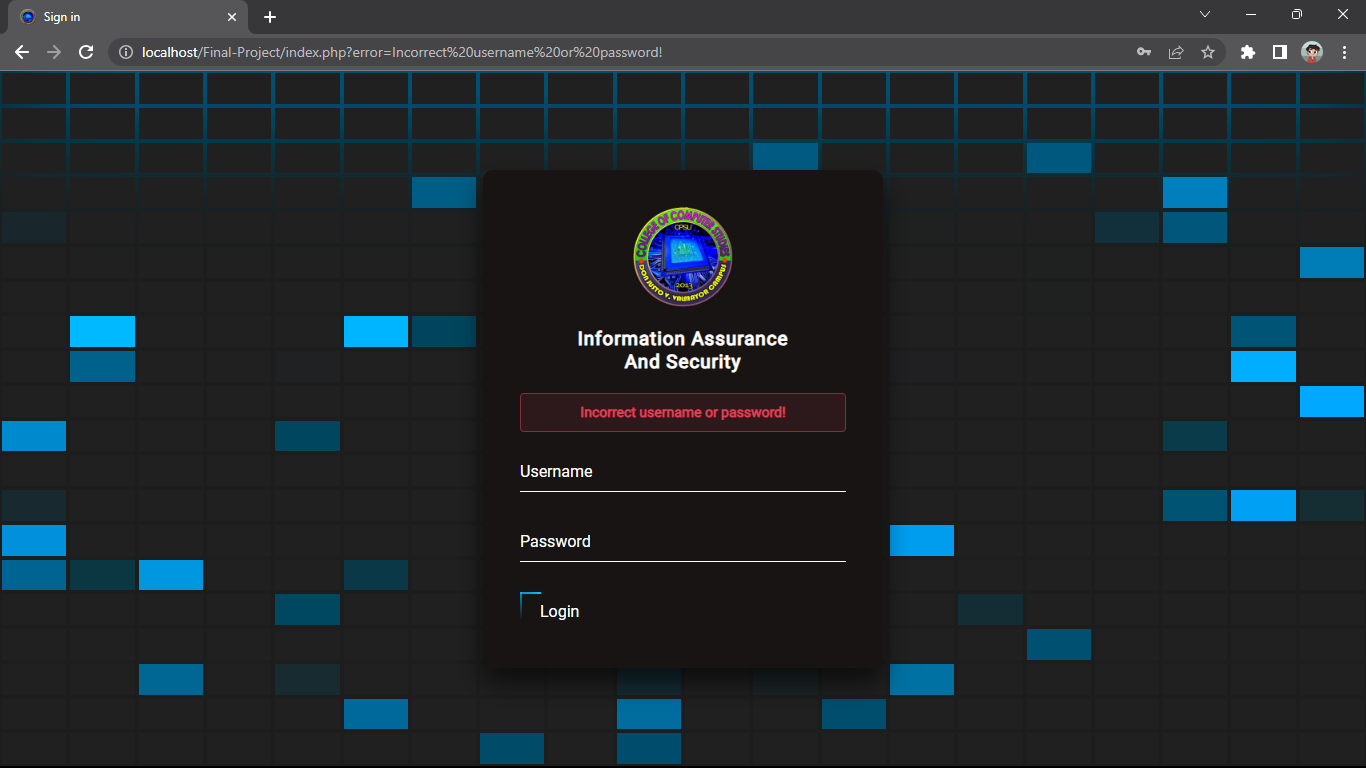 Sign in
localhost/Final-Project/index.php?error=Incorrect%20username%20or%20password!
COLLEGE OF COMPUTER STUDIES
CPSU
2013
DON JUSTO V. VALMAYOR CAMPUS
Information Assurance
And Security
Incorrect username or password!
Username
Password
Login